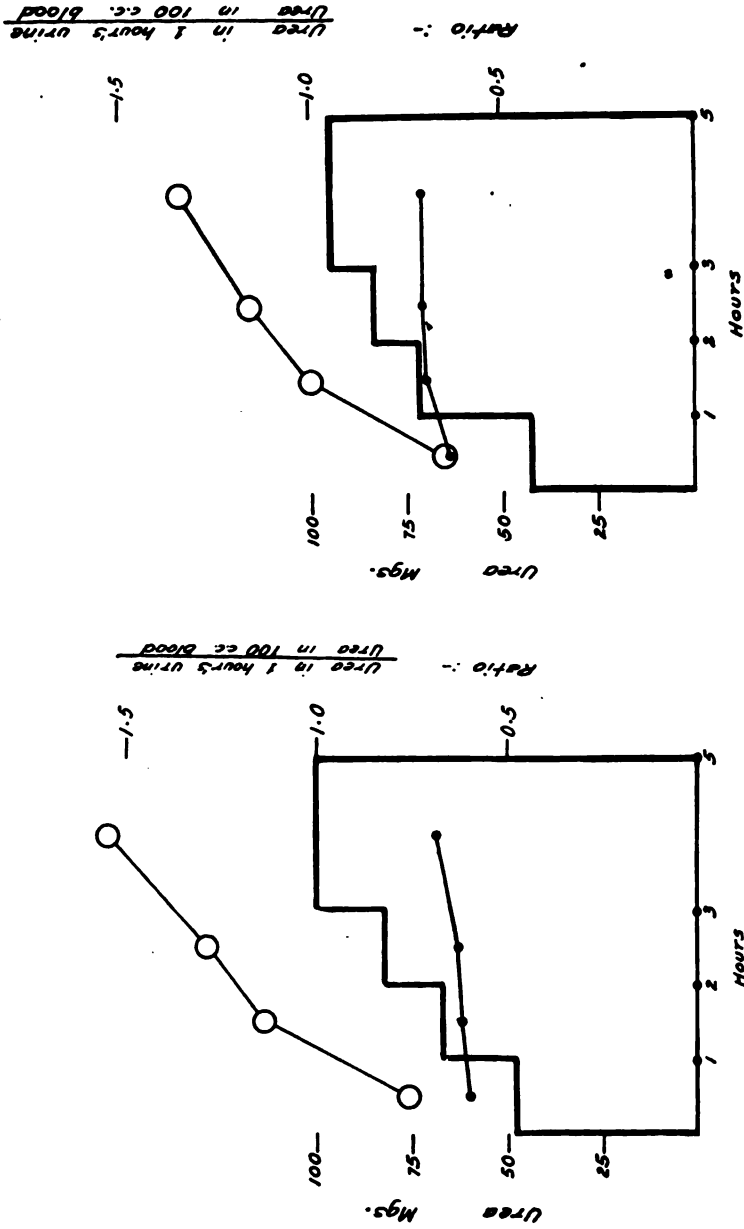 Ratio :- Urea in 1 hour's urine
Urea in 100 c.c. blood
—1.5
—1.0
—0.5
1
2
3
5
Hours
100—
75—
50—
25—
Urea
Mgs.
Ratio :- Urea in 1 hour's urine
Urea in 100 c.c. blood
—1.5
—1.0
—0.5
1
2
3
5
Hours
100—
75—
50—
25—
Urea
Mgs.